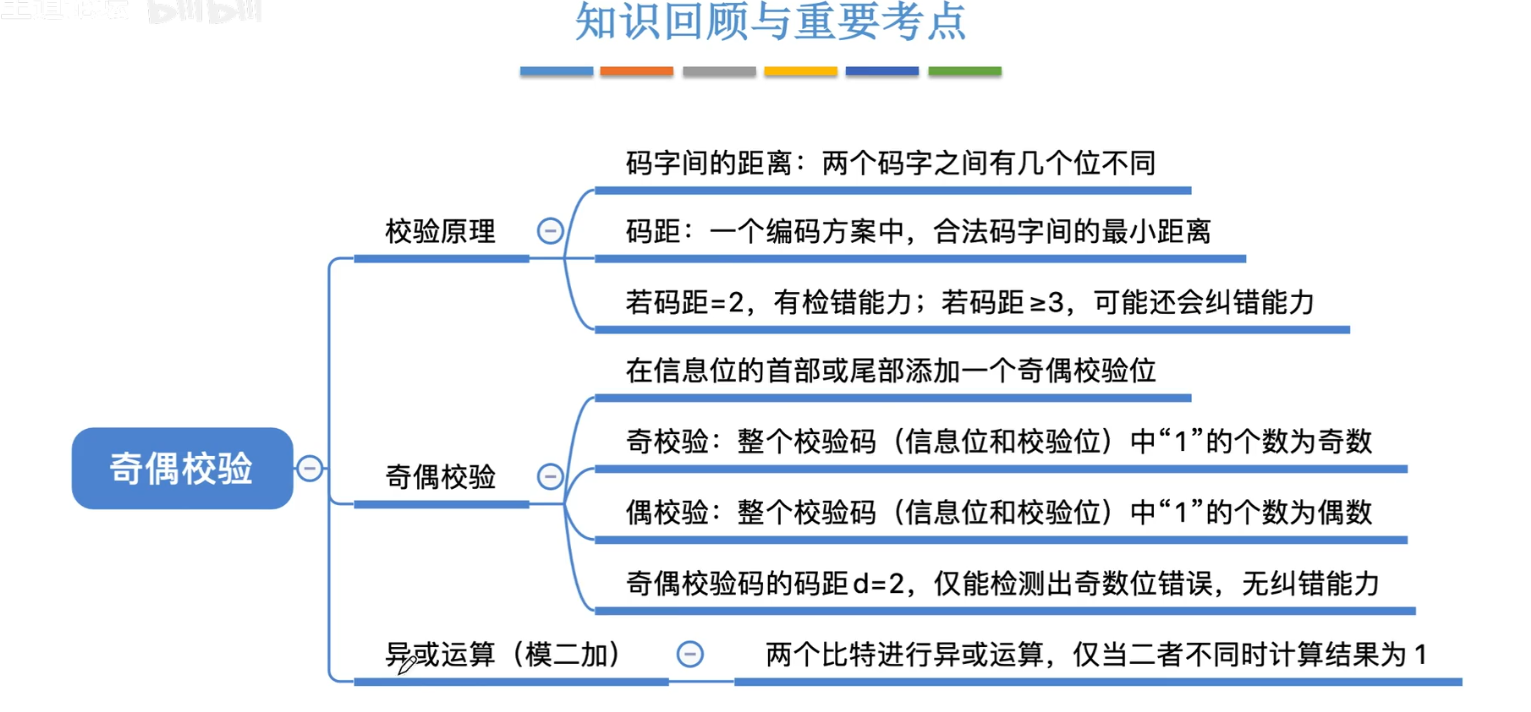 知识回顾与重要考点
码字间的距离：两个码字之间有几个位不同
校验原理
码距：一个编码方案中，合法码字间的最小距离
若码距=2，有检错能力；若码距≥3，可能还会纠错能力
在信息位的首部或尾部添加一个奇偶校验位
奇校验：整个校验码（信息位和校验位）中“1”的个数为奇数
奇偶校验
奇偶校验
偶校验：整个校验码（信息位和校验位）中“1”的个数为偶数
奇偶校验码的码距d=2，仅能检测出奇数位错误，无纠错能力
异或运算（模二加）
两个比特进行异或运算，仅当二者不同时计算结果为1
bilibili